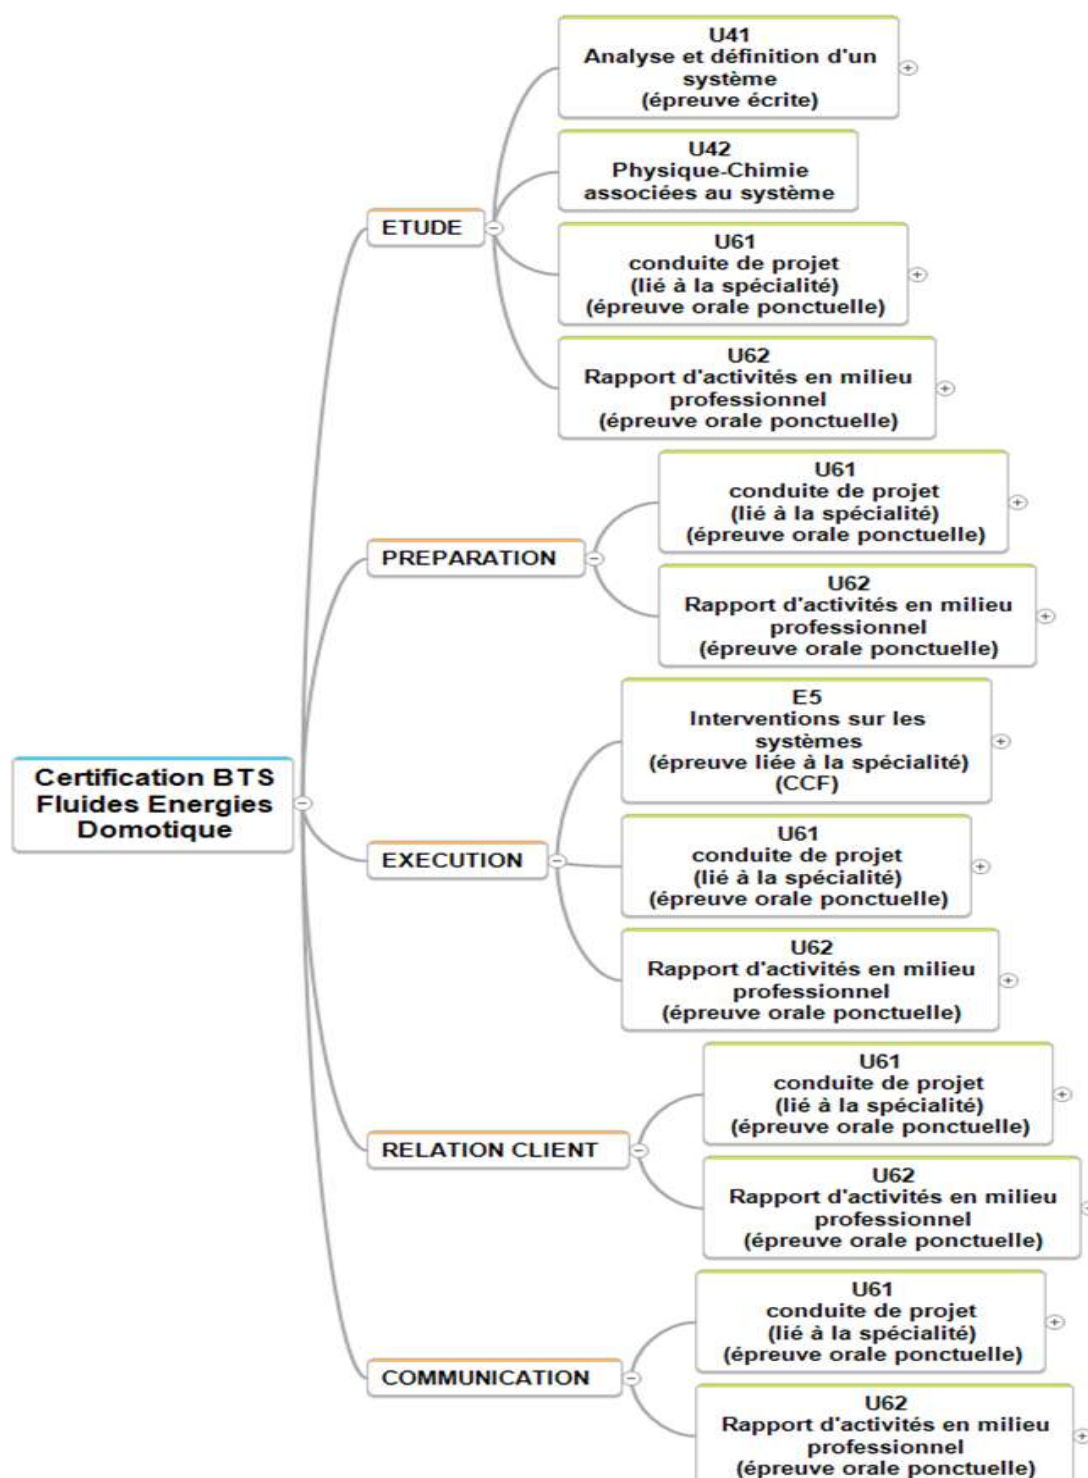 U41
Analyse et définition d'un
système
(épreuve écrite)
U42
Physique-Chimie
associées au système
ETUDE
U61
conduite de projet
(lié à la spécialité)
(épreuve orale ponctuelle)
U62
Rapport d'activités en milieu
professionnel
(épreuve orale ponctuelle)
U61
conduite de projet
(lié à la spécialité)
(épreuve orale ponctuelle)
PREPARATION
U62
Rapport d'activités en milieu
professionnel
(épreuve orale ponctuelle)
E5
Interventions sur les
systèmes
(épreuve liée à la spécialité)
(CCF)
Certification BTS
Fluides Energies
Domotique
EXECUTION
U61
conduite de projet
(lié à la spécialité)
(épreuve orale ponctuelle)
U62
Rapport d'activités en milieu
professionnel
(épreuve orale ponctuelle)
U61
conduite de projet
(lié à la spécialité)
(épreuve orale ponctuelle)
RELATION CLIENT
U62
Rapport d'activités en milieu
professionnel
(épreuve orale ponctuelle)
U61
conduite de projet
(lié à la spécialité)
(épreuve orale ponctuelle)
COMMUNICATION
U62
Rapport d'activités en milieu
professionnel
(épreuve orale ponctuelle)